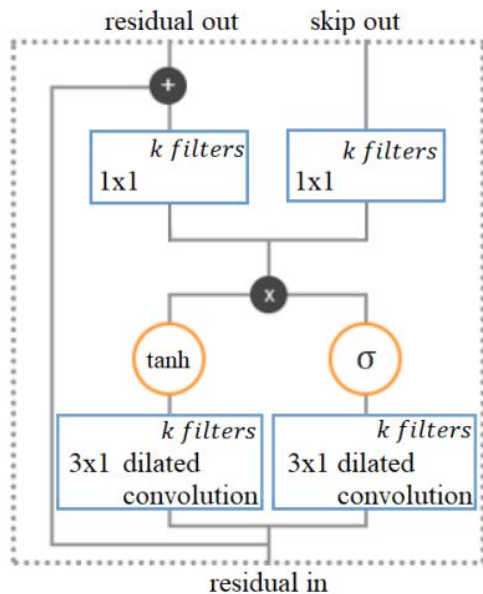 residual out
skip out
+
k filters
1x1
k filters
1x1
x
tanh
σ
k filters
3x1 dilated
convolution
k filters
3x1 dilated
convolution
residual in